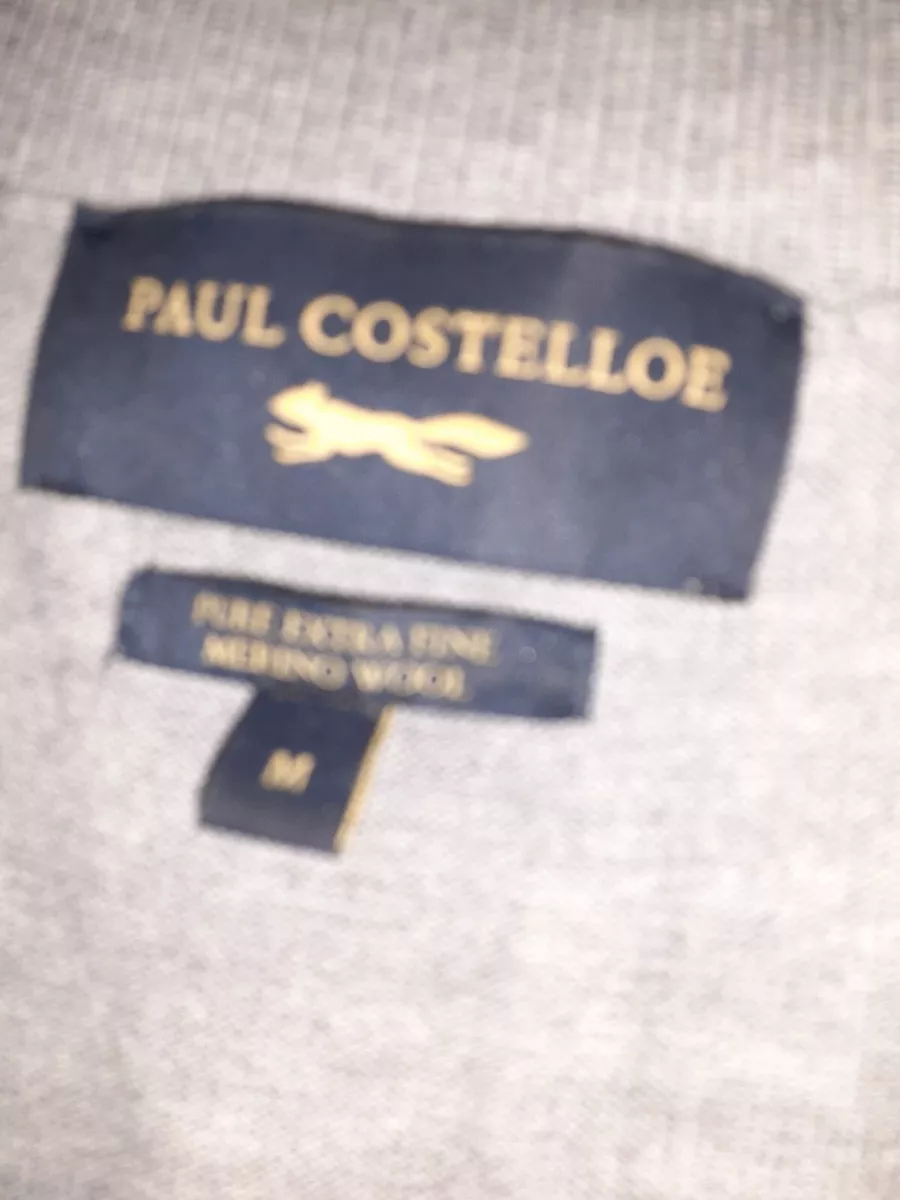 PAUL COSTELLOE
PURE EXTRA FINE
MERINO WOOL
M